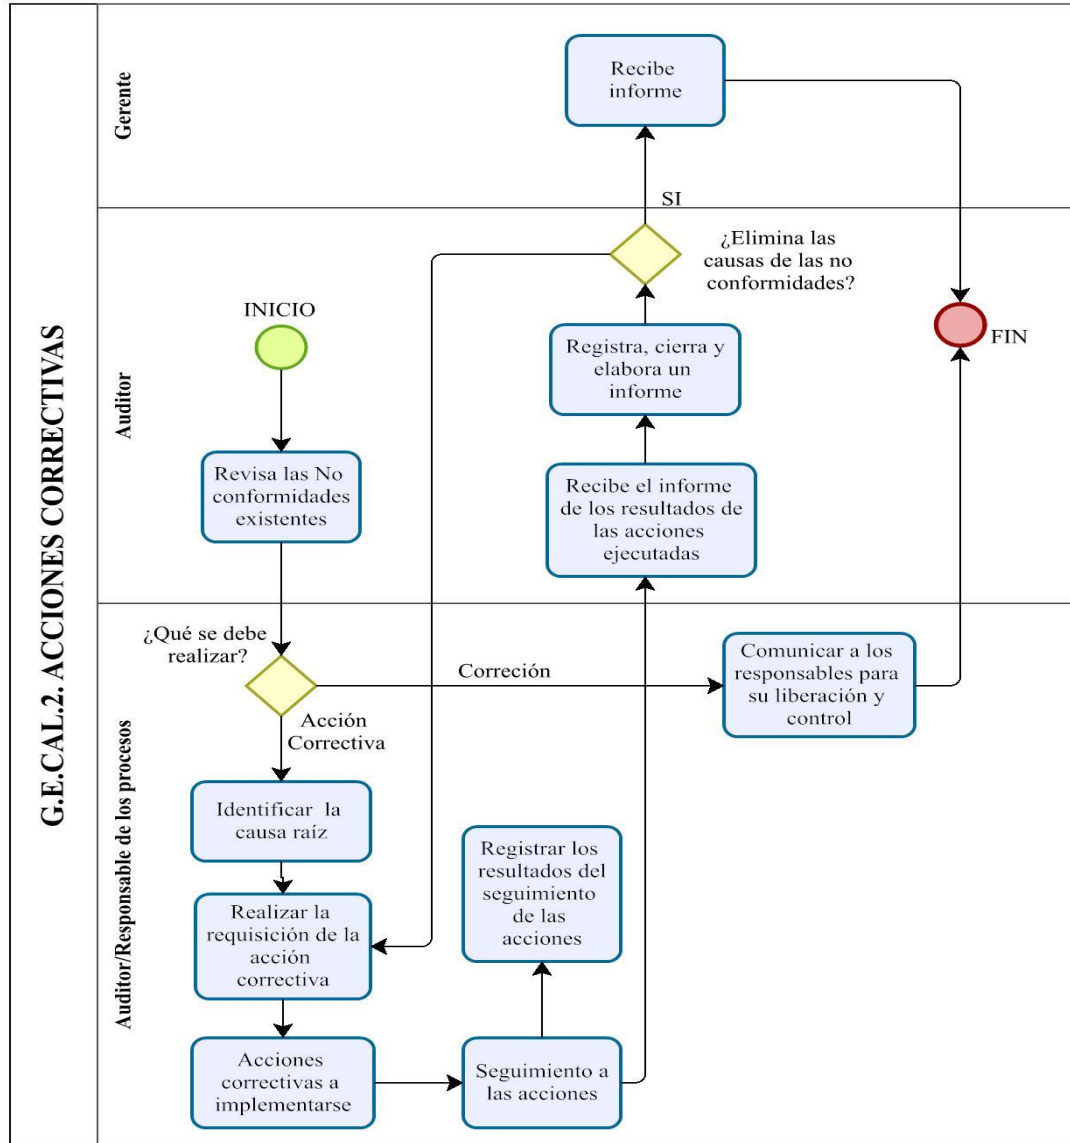 G.E.CAL.2. ACCIONES CORRECTIVAS
Gerente
Recibe
informe
SI
Auditor
¿Elimina las
causas de las no
conformidades?
INICIO
FIN
Registra, cierra y
elabora un
informe
Revisa las No
conformidades
existentes
Recibe el informe
de los resultados de
las acciones
ejecutadas
Auditor/Responsable de los procesos
¿Qué se debe
realizar?
Correción
Comunicar a los
responsables para
su liberación y
control
Acción
Correctiva
Identificar la
causa raíz
Registrar los
resultados del
seguimiento
de las
acciones
Realizar la
requisición de la
acción
correctiva
Acciones
correctivas a
implementarse
Seguimiento a
las acciones